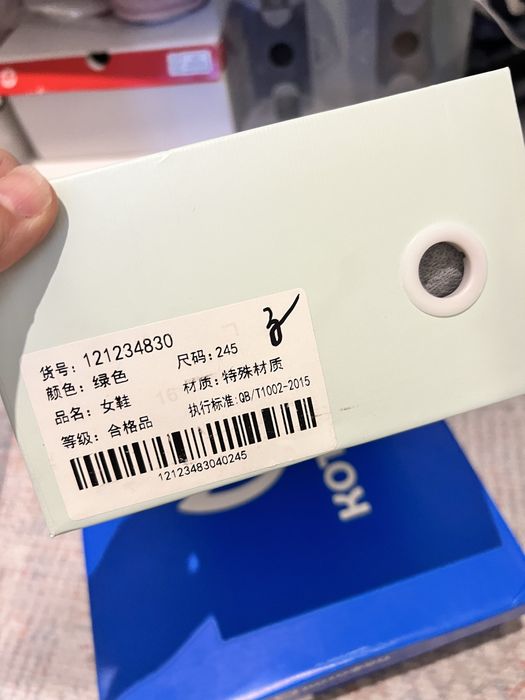 货号: 121234830
颜色: 绿色
尺码: 245
品名: 女鞋
材质: 特殊材质
等级: 合格品
执行标准: QB/T1002-2015
12123483040245